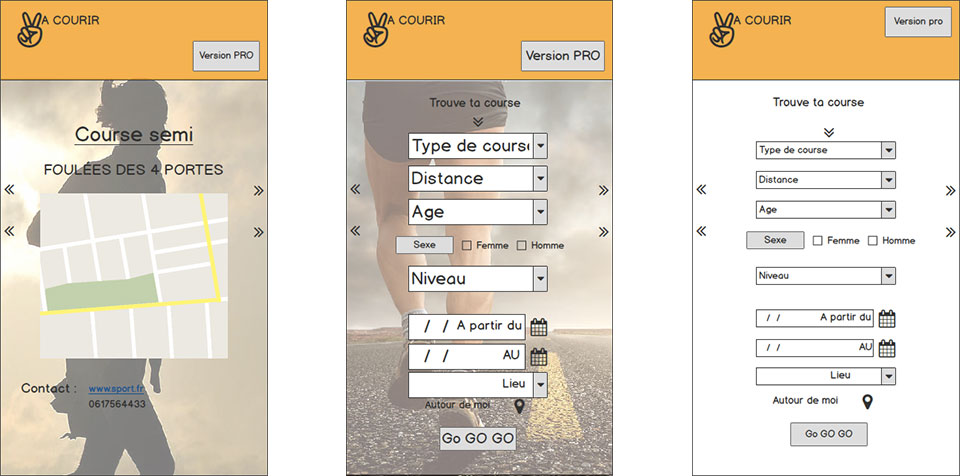 A COURIR
Version PRO
Course semi
FOULÉES DES 4 PORTES
Contact : www.sport.fr
0617564433
A COURIR
Version PRO
Trouve ta course
Type de cours
Distance
Age
Sexe Femme Homme
Niveau
/ / A partir du
/ / AU
Lieu
Autour de moi
Go GO GO
A COURIR
Version pro
Trouve ta course
Type de course
Distance
Age
Sexe Femme Homme
Niveau
/ / A partir du
/ / AU
Lieu
Autour de moi
Go GO GO